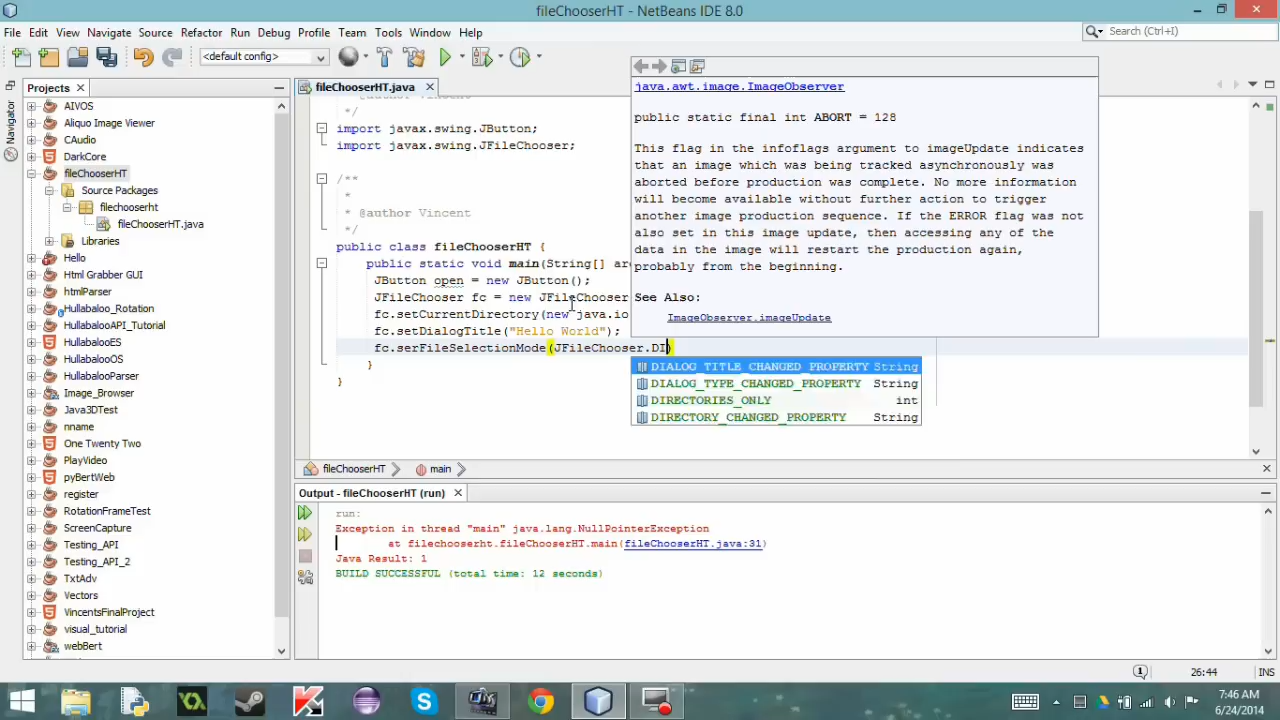 fileChooserHT - NetBeans IDE 8.0
File Edit View Navigate Source Refactor Run Debug Profile Team Tools Window Help
Search (Ctrl+I)
<default config>
Projects
Navigator
AIVOS
Aliquo Image Viewer
CAudio
DarkCore
fileChooserHT
Source Packages
filechooserht
fileChooserHT.java
Libraries
Hello
Html Grabber GUI
htmlParser
Hullabaloo_Rotation
HullabalooAPI_Tutorial
HullabalooES
HullabalooOS
HullabaloParser
Image_Browser
Java3DTest
nname
One Twenty Two
PlayVideo
pyBertWeb
register
RotationFrameTest
ScreenCapture
Testing_API
Testing_API_2
TxtAdv
Vectors
VincentsFinalProject
visual_tutorial
webBert
fileChooserHT.java
*/
import javax.swing.JButton;
import javax.swing.JFileChooser;
/**
*
* @author Vincent
*/
public class fileChooserHT {
public static void main(String[] are
JButton open = new JButton();
JFileChooser fc = new JFileChooser
fc.setCurrentDirectory(new java.io
fc.setDialogTitle("Hello World");
fc.serFileSelectionMode(JFileChooser.DI)
}
}
java.awt.image.ImageObserver
public static final int ABORT = 128
This flag in the infoflags argument to imageUpdate indicates
that an image which was being tracked asynchronously was
aborted before production was complete. No more information
will become available without further action to trigger
another image production sequence. If the ERROR flag was not
also set in this image update, then accessing any of the
data in the image will restart the production again,
probably from the beginning.
See Also:
ImageObserver.imageUpdate
DIALOG_TITLE_CHANGED_PROPERTY String
DIALOG_TYPE_CHANGED_PROPERTY String
DIRECTORIES_ONLY int
DIRECTORY_CHANGED_PROPERTY String
fileChooserHT main
Output - fileChooserHT (run)
run:
Exception in thread "main" java.lang.NullPointerException
at filechooserht.fileChooserHT.main(fileChooserHT.java:31)
Java Result: 1
BUILD SUCCESSFUL (total time: 12 seconds)
26:44 INS
7:46 AM
6/24/2014